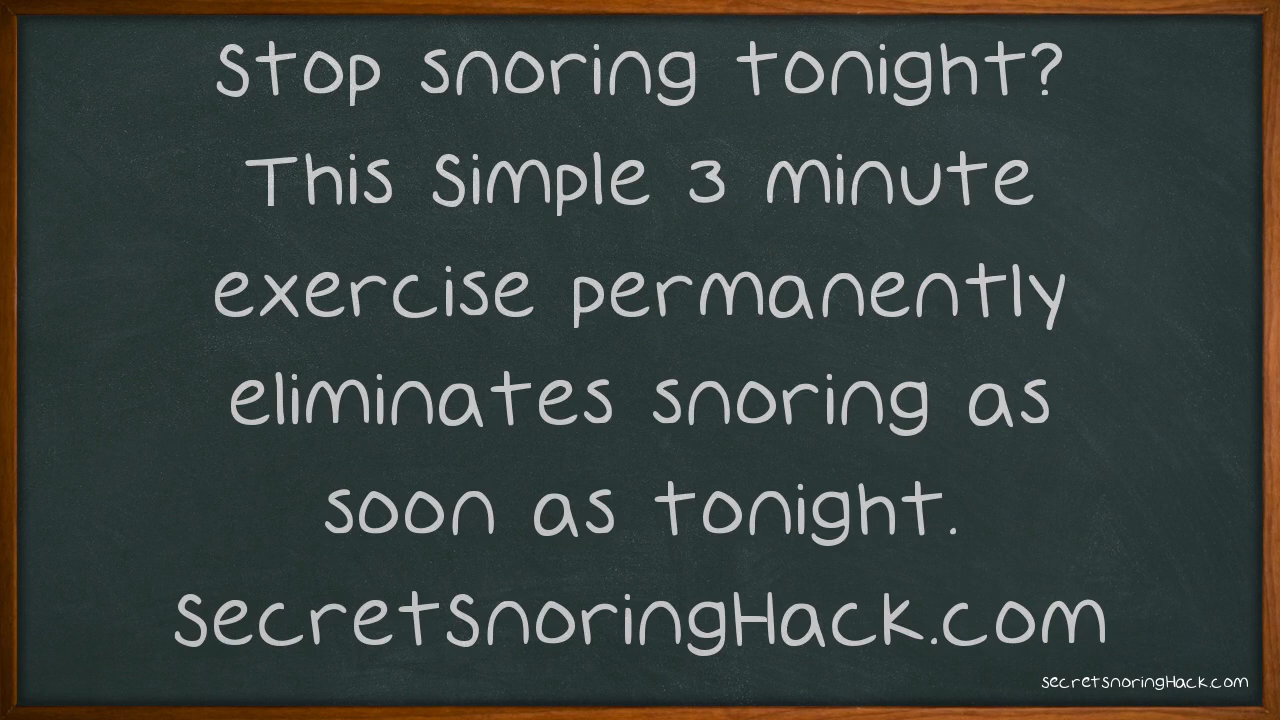 Stop snoring tonight?
This Simple 3 minute
exercise permanently
eliminates snoring as
soon as tonight.
SecretSnoringHack.com
secretsnoringHack.com